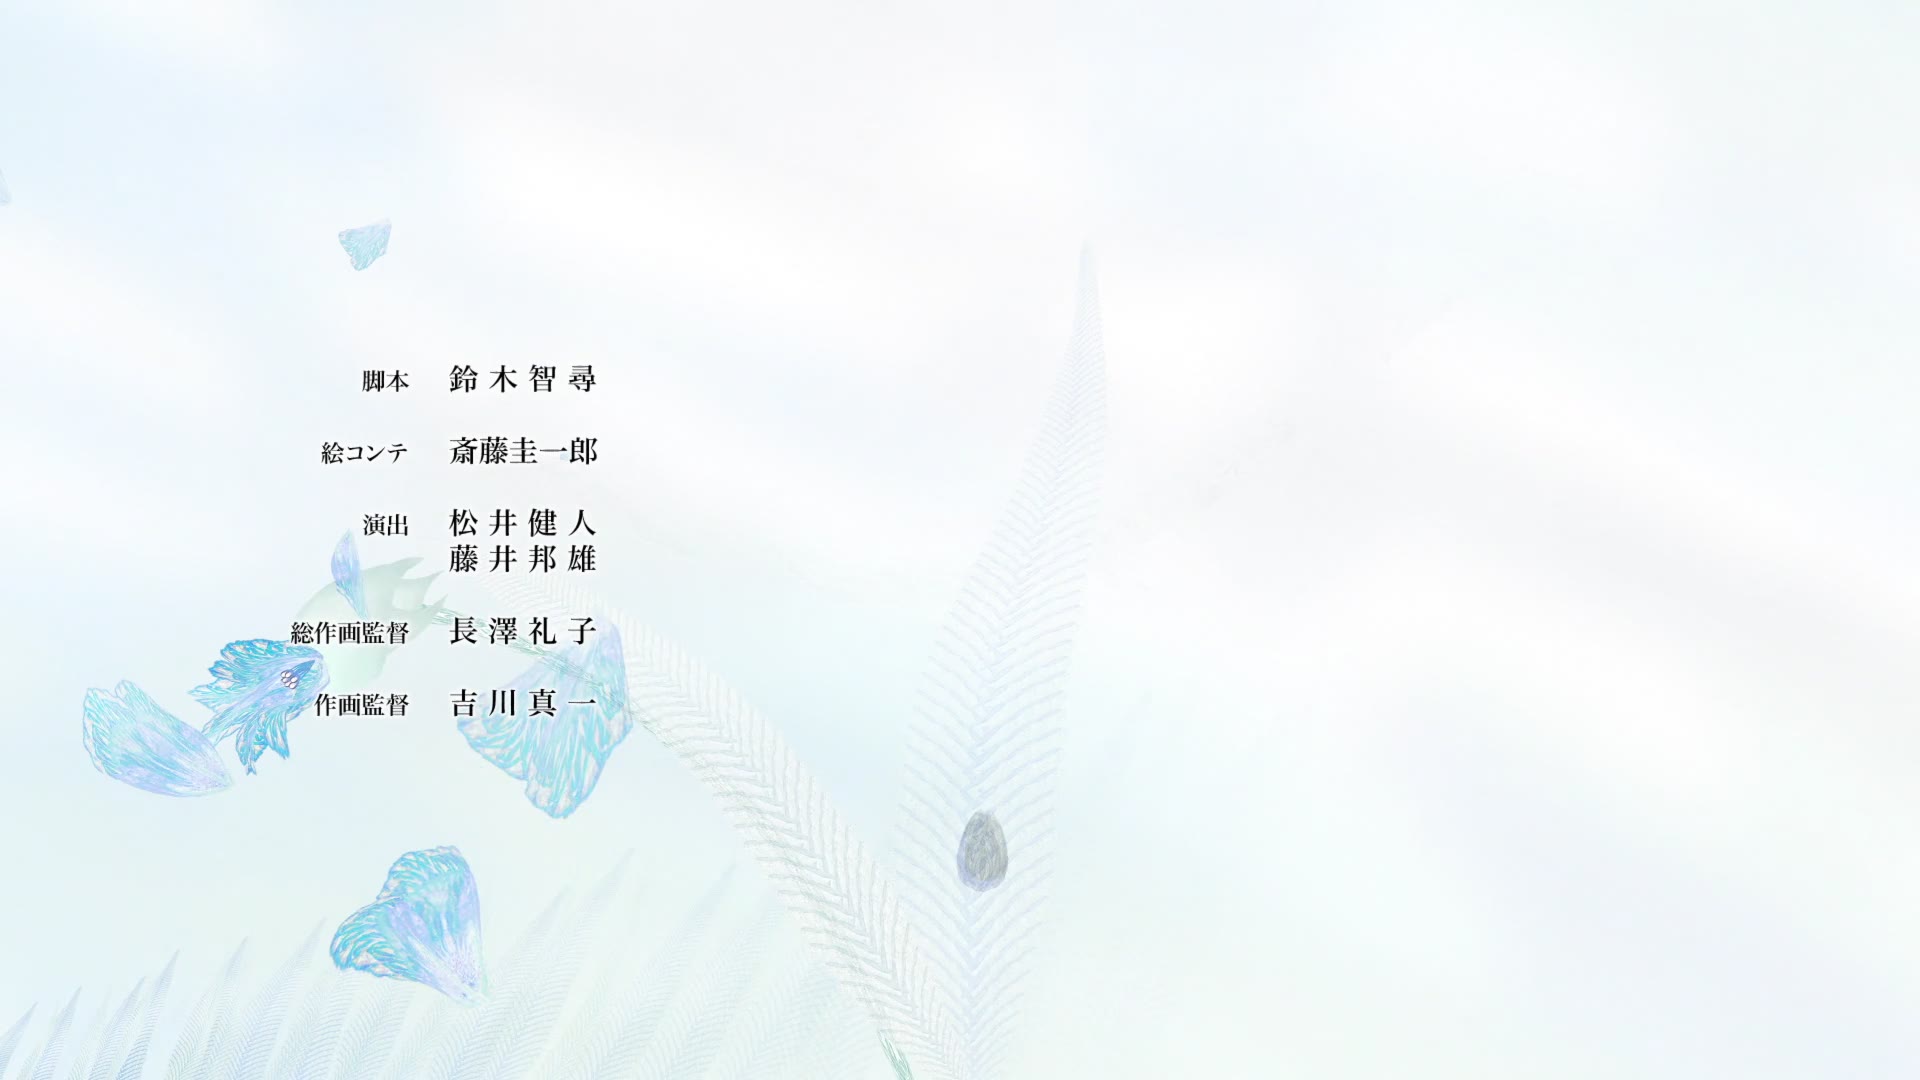 脚本 鈴木智尋
絵コンテ 斎藤圭一郎
演出 松井健人
藤井邦雄
総作画監督 長澤礼子
作画監督 吉川真一